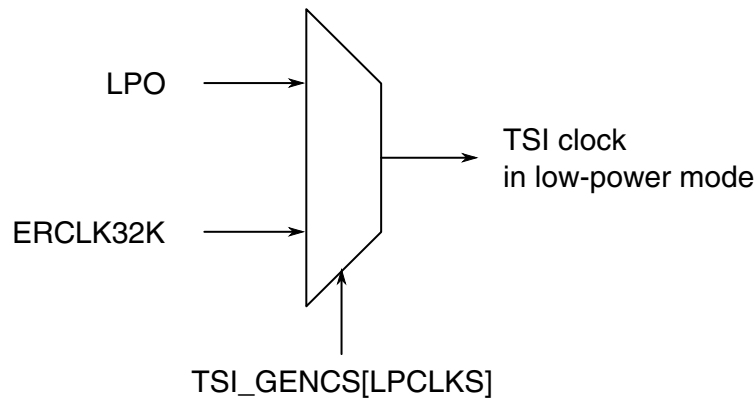 LPO
TSI clock
in low-power mode
ERCLK32K
TSI_GENCS[LPCLKS]